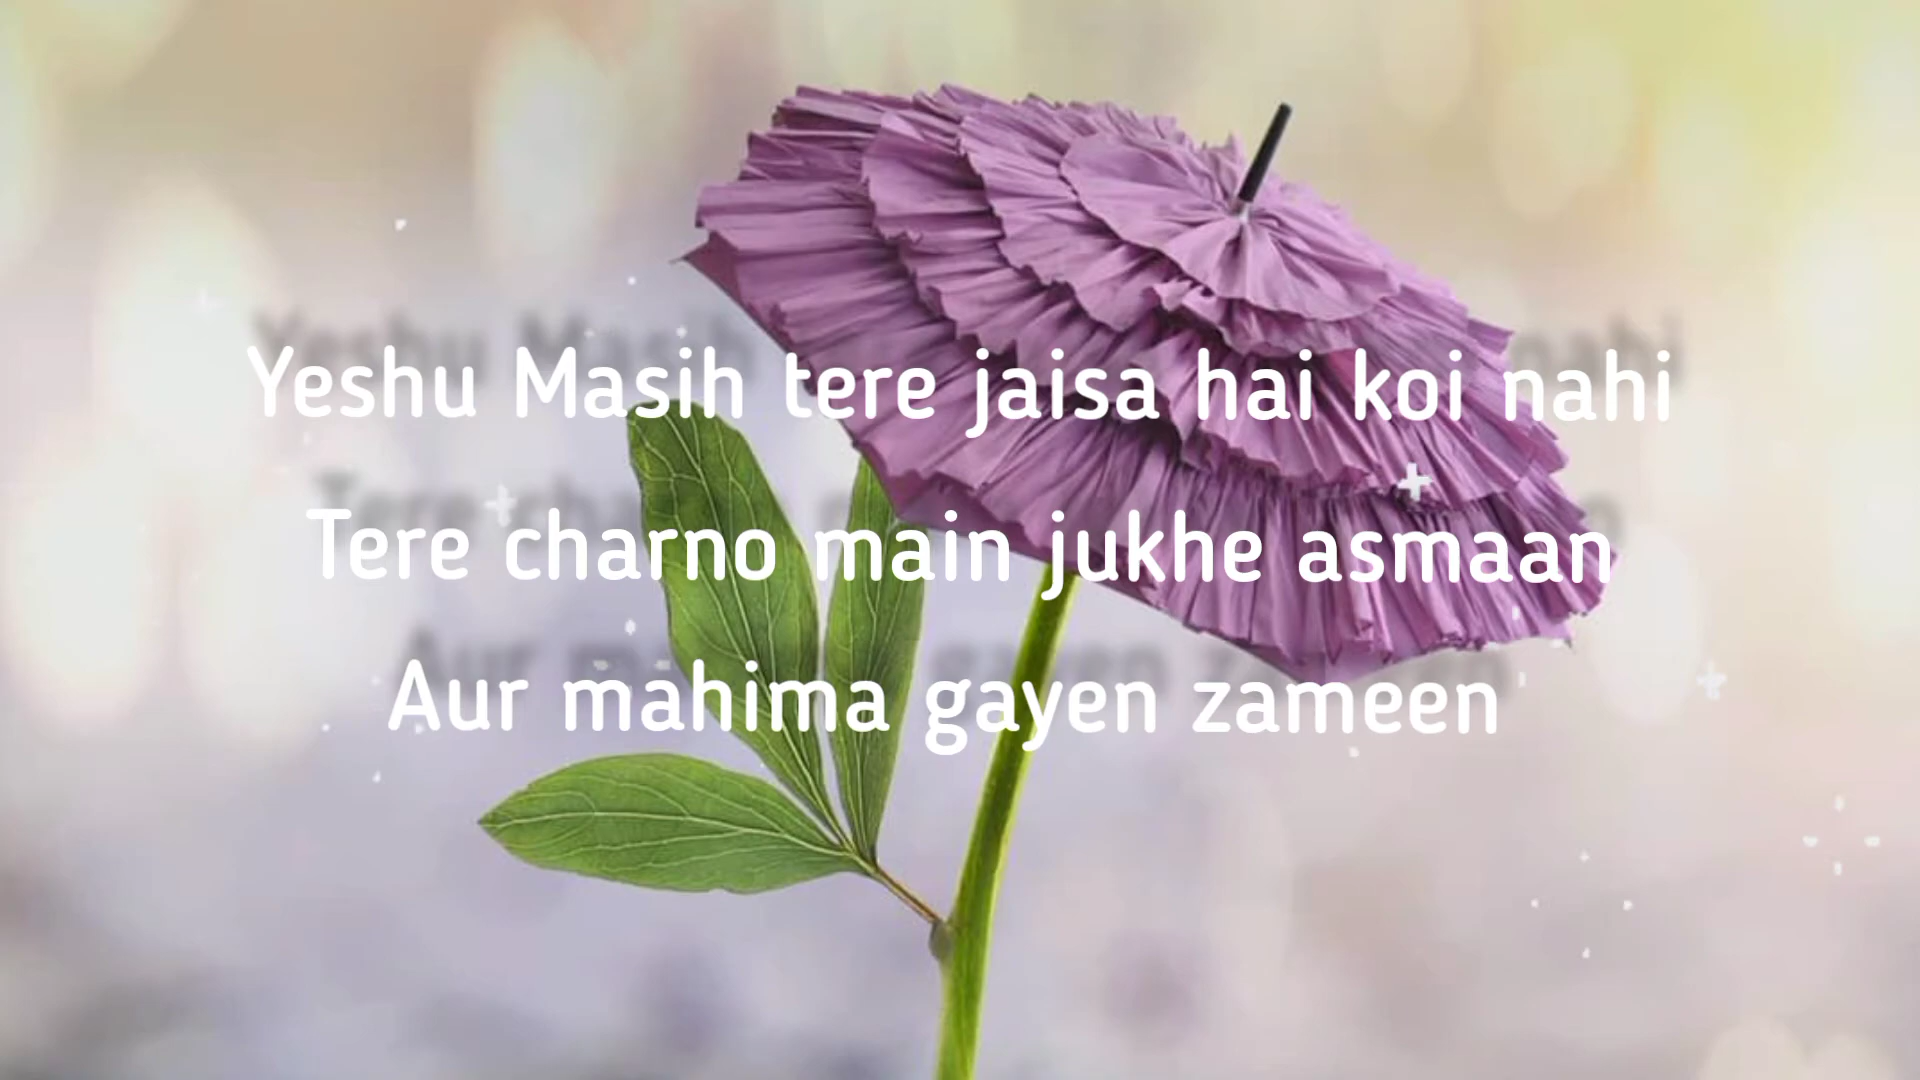 Yeshu Masih tere jaisa hai koi nahi
Tere charno main jukhe asmaan
Aur mahima gayen zameen